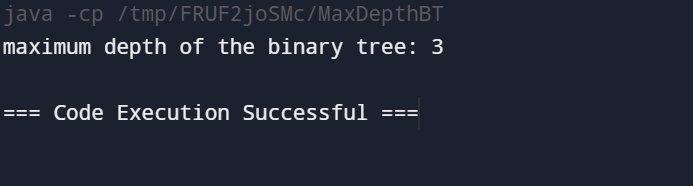 java -cp /tmp/FRUF2joSMc/MaxDepthBT
maximum depth of the binary tree: 3
=== Code Execution Successful ===